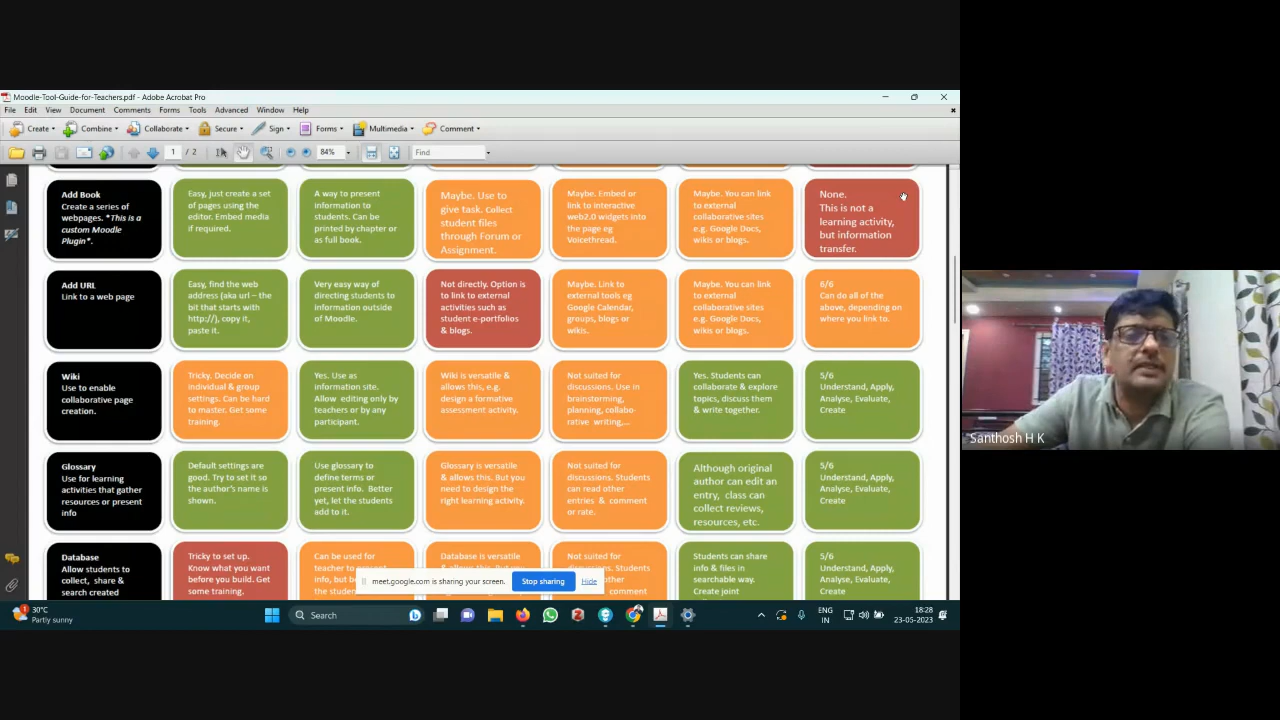 Moodle-Tool-Guide-for-Teachers.pdf - Adobe Acrobat Pro
File Edit View Document Comments Forms Tools Advanced Window Help
Create Combine Collaborate Secure Sign Forms Multimedia Comment
1 / 2 84% Find
Add Book
Create a series of
webpages. *This is a
custom Moodle
Plugin*.
Easy, just create a set
of pages using the
editor. Embed media
if required.
A way to present
information to
students. Can be
printed by chapter or
as full book.
Maybe. Use to
give task. Collect
student files
through Forum or
Assignment.
Maybe. Embed or
link to interactive
web2.0 widgets into
the page eg
Voicethread.
Maybe. You can link
to external
collaborative sites
e.g. Google Docs,
wikis or blogs.
None.
This is not a
learning activity,
but information
transfer.
Add URL
Link to a web page
Easy, find the web
address (aka url – the
bit that starts with
http://), copy it,
paste it.
Very easy way of
directing students to
information outside
of Moodle.
Not directly. Option is
to link to external
activities such as
student e-portfolios
& blogs.
Maybe. Link to
external tools eg
Google Calendar,
groups, blogs or
wikis.
Maybe. You can link
to external
collaborative sites
e.g. Google Docs,
wikis or blogs.
6/6
Can do all of the
above, depending on
where you link to.
Wiki
Use to enable
collaborative page
creation.
Tricky. Decide on
individual & group
settings. Can be hard
to master. Get some
training.
Yes. Use as
information site.
Allow editing only by
teachers or by any
participant.
Wiki is versatile &
allows this, e.g.
design a formative
assessment activity.
Not suited for
discussions. Use in
brainstorming,
planning, collabo-
rative writing,...
Yes. Students can
collaborate & explore
topics, discuss them
& write together.
5/6
Understand, Apply,
Analyse, Evaluate,
Create
Glossary
Use for learning
activities that gather
resources or present
info
Default settings are
good. Try to set it so
the author's name is
shown.
Use glossary to
define terms or
present info. Better
yet, let the students
add to it.
Glossary is versatile
& allows this. But you
need to design the
right learning activity.
Not suited for
discussions. Students
can read other
entries & comment
or rate.
Although original
author can edit an
entry, class can
collect reviews,
resources, etc.
5/6
Understand, Apply,
Analyse, Evaluate,
Create
Database
Allow students to
collect, share &
search created
Tricky to set up.
Know what you want
before you build. Get
some training.
Can be used for
teacher to present
info, but
the students
Database is versatile
Not suited for
discussions. Students
other
comment
Students can share
info & files in
searchable way.
Create joint
5/6
Understand, Apply,
Analyse, Evaluate,
Create
meet.google.com is sharing your screen. Stop sharing Hide
Santhosh H K
1
30°C
Partly sunny
Search
ENG
IN
18:28
23-05-2023